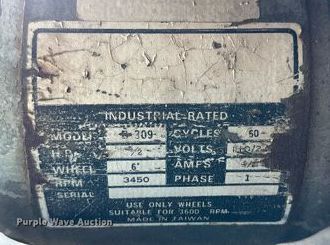 INDUSTRIAL-RATED
MODEL 309 CYCLES 60
H.P. 1/2 VOLTS
WHEEL 6" AMPS
RPM 3450 PHASE 1
SERIAL
USE ONLY WHEELS
SUITABLE FOR 3600 RPM
MADE IN TAIWAN
Purple Wave Auction